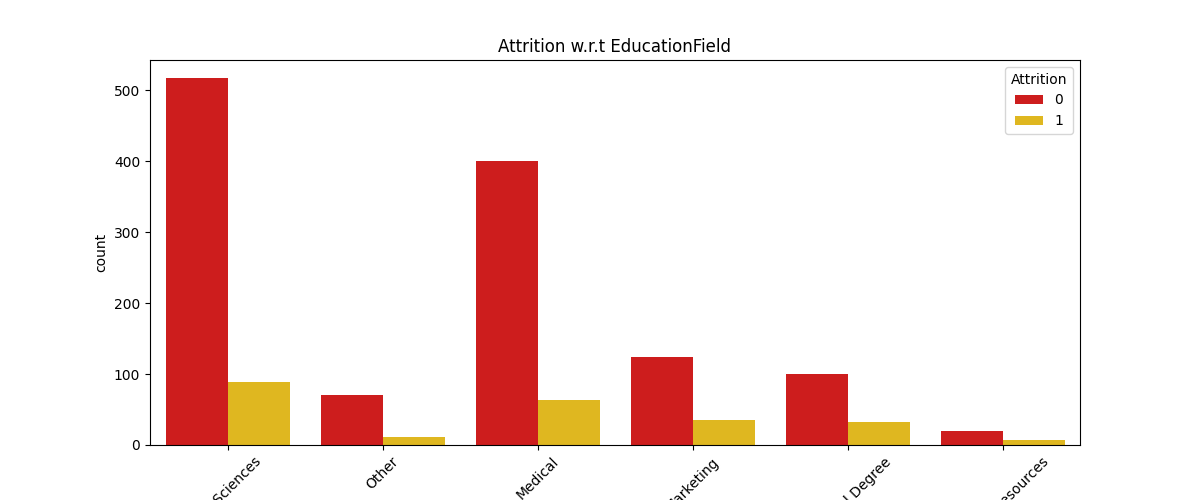 Attrition w.r.t EducationField
Attrition
0
1
count
500
400
300
200
100
0
Sciences
Other
Medical
arketing
Degree
esources